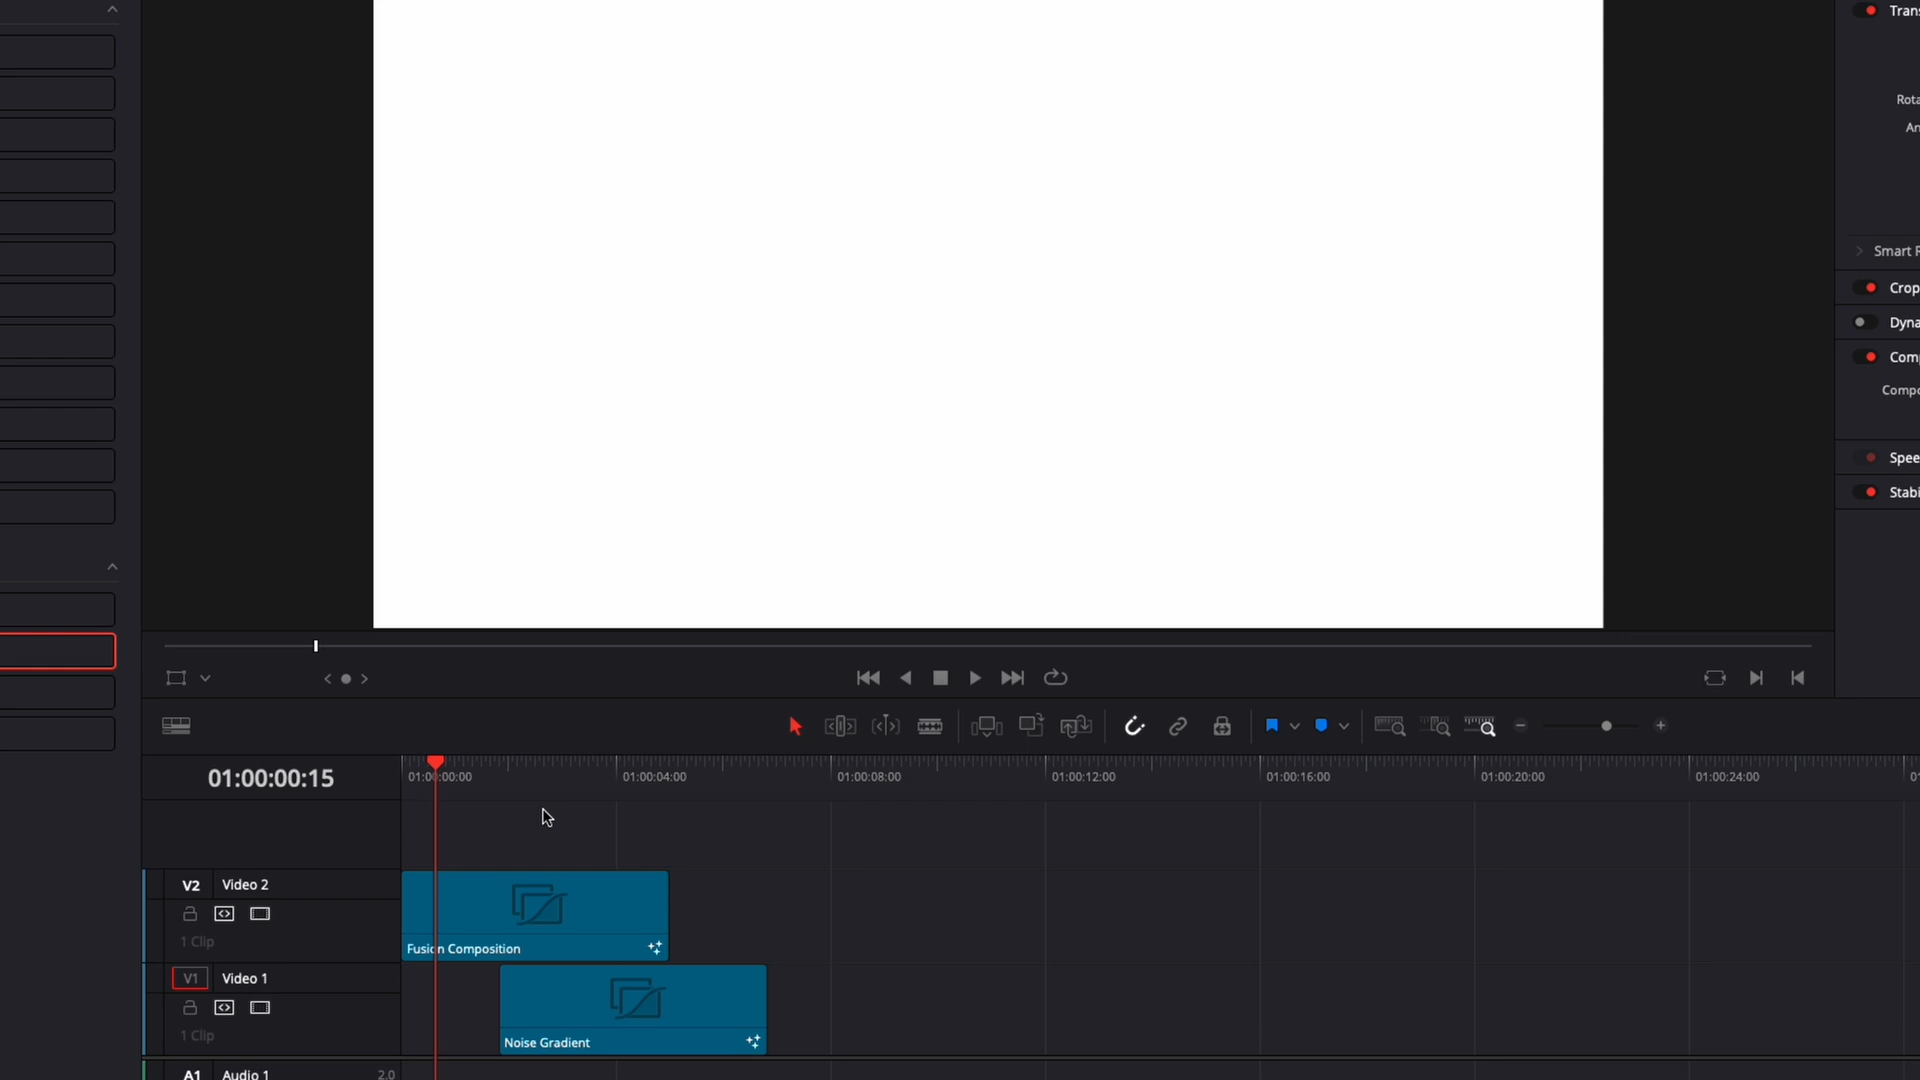 Trans
Rota
An
Smart R
Crop
Dyna
Comp
Compo
Spee
Stabi
01:00:00:15
01:00:00:00
01:00:04:00
01:00:08:00
01:00:12:00
01:00:16:00
01:00:20:00
01:00:24:00
V2 Video 2
1 Clip
Fusion Composition
V1 Video 1
1 Clip
Noise Gradient
A1 Audio 1 2.0